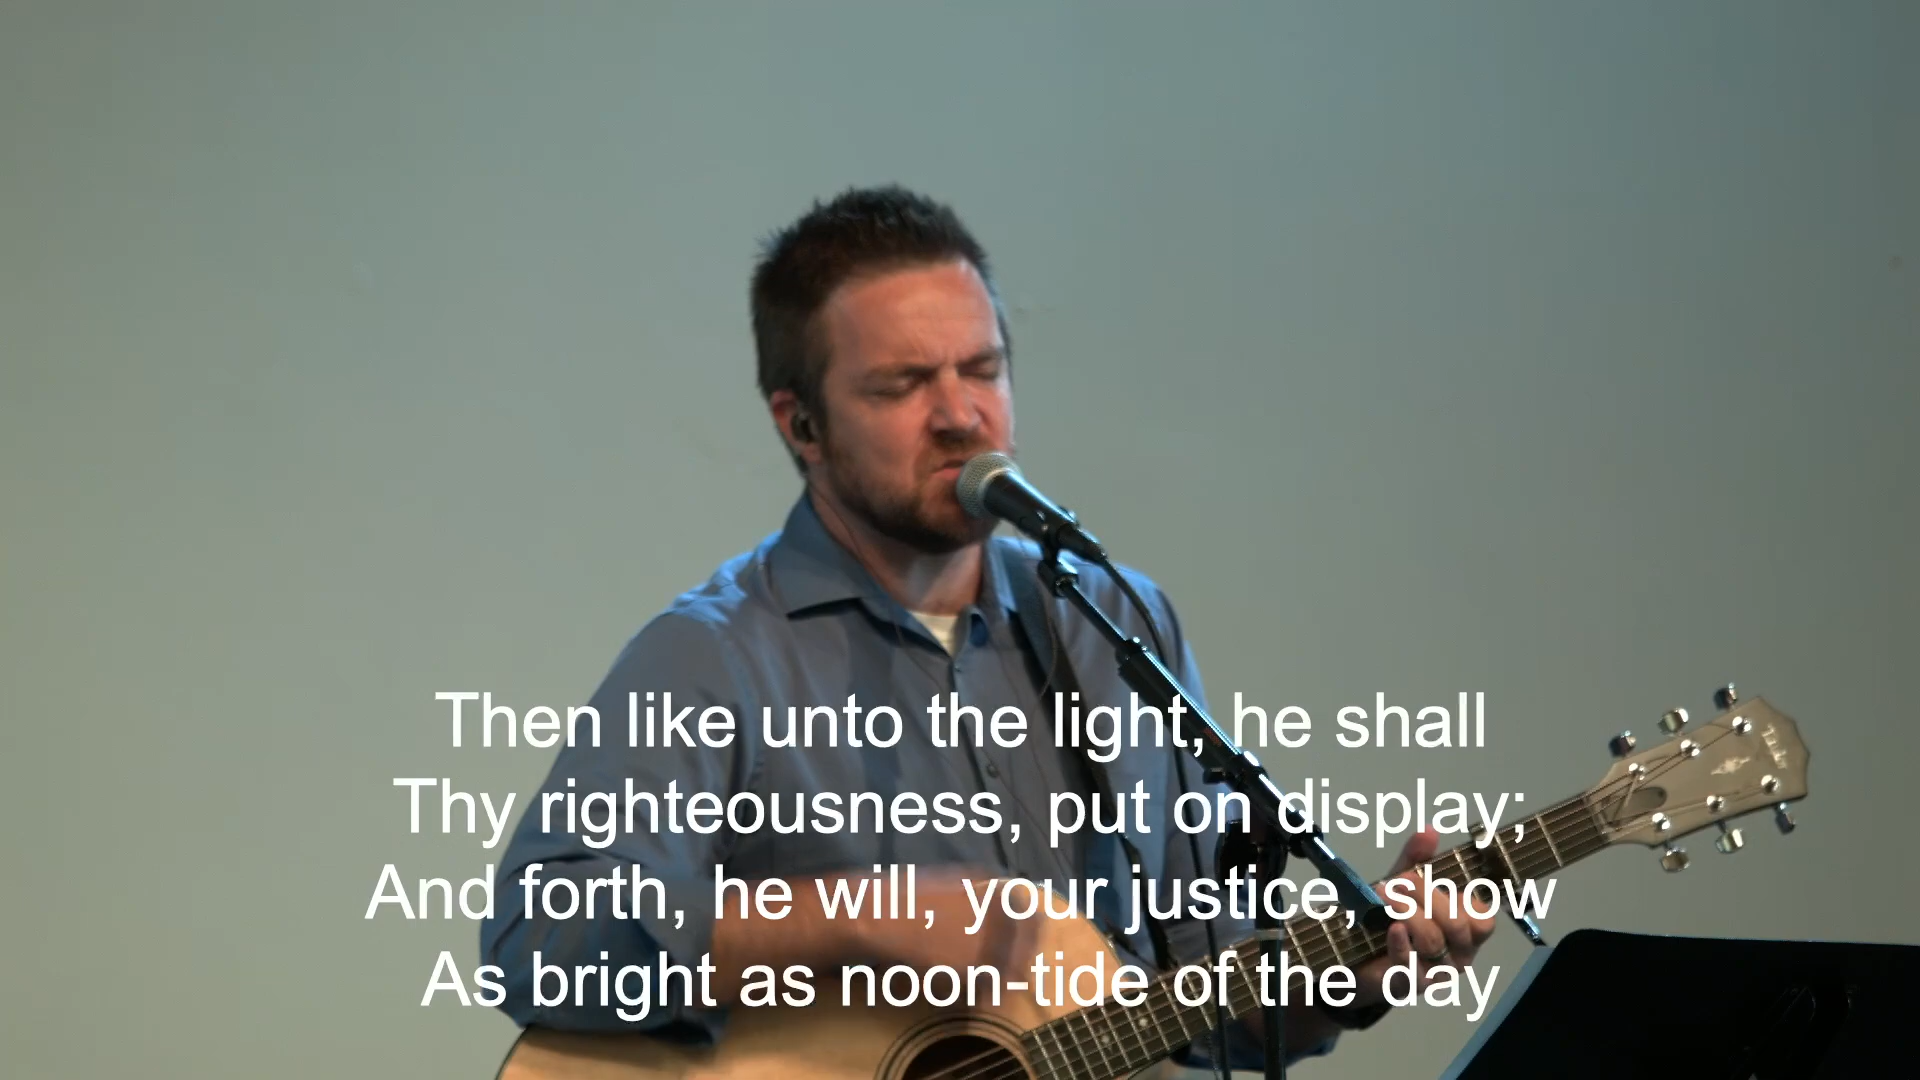 Then like unto the light, he shall
Thy righteousness, put on display;
And forth, he will, your justice, show
As bright as noon-tide of the day